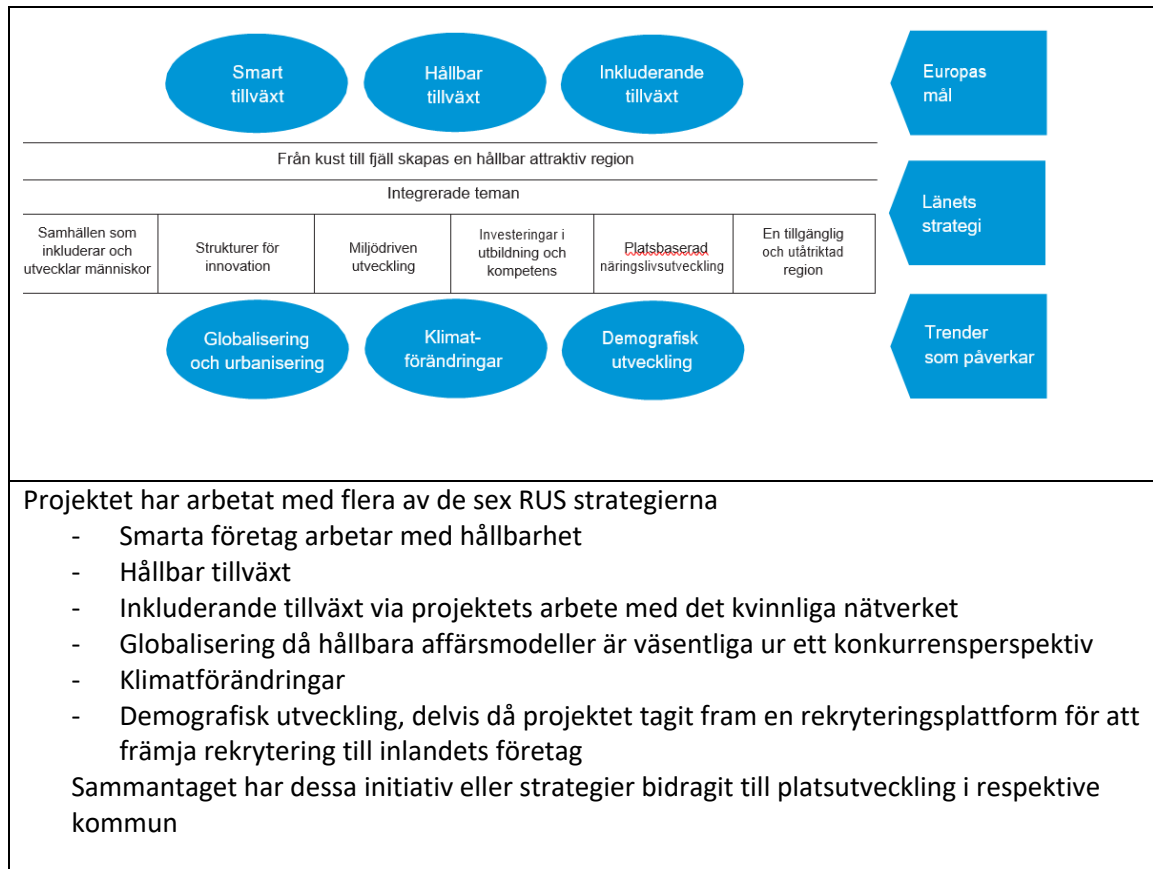 Smart
tillväxt
Hållbar
tillväxt
Inkluderande
tillväxt
Europas
mål
Från kust till fjäll skapas en hållbar attraktiv region
Integrerade teman
Länets
strategi
Samhällen som
inkluderar och
utvecklar människor
Strukturer för
innovation
Miljödriven
utveckling
Investeringar i
utbildning och
kompetens
Platsbaserad
näringslivsutveckling
En tillgänglig
och utåtriktad
region
Globalisering
och urbanisering
Klimat-
förändringar
Demografisk
utveckling
Trender
som påverkar
Projektet har arbetat med flera av de sex RUS strategierna
- Smarta företag arbetar med hållbarhet
- Hållbar tillväxt
- Inkluderande tillväxt via projektets arbete med det kvinnliga nätverket
- Globalisering då hållbara affärsmodeller är väsentliga ur ett konkurrensperspektiv
- Klimatförändringar
- Demografisk utveckling, delvis då projektet tagit fram en rekryteringsplattform för att
främja rekrytering till inlandets företag
Sammantaget har dessa initiativ eller strategier bidragit till platsutveckling i respektive
kommun